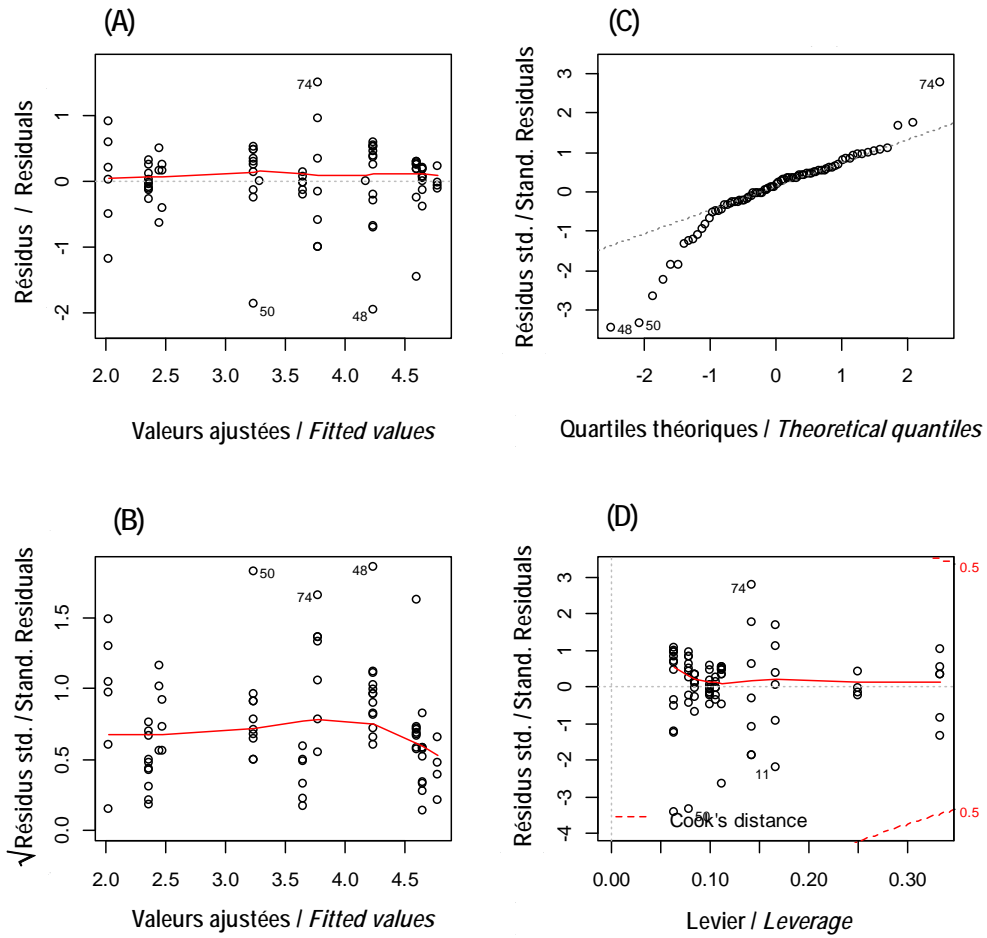 (A)
Résidus / Residuals
1
0
-1
-2
74
50
48
2.0 2.5 3.0 3.5 4.0 4.5
Valeurs ajustées / Fitted values
(C)
Résidus std. / Stand. Residuals
3
2
1
0
-1
-2
-3
74
48
50
-2 -1 0 1 2
Quartiles théoriques / Theoretical quantiles
(B)
√Résidus std. / Stand. Residuals
1.5
1.0
0.5
0.0
50
48
74
2.0 2.5 3.0 3.5 4.0 4.5
Valeurs ajustées / Fitted values
(D)
Résidus std. / Stand. Residuals
3
2
1
0
-1
-2
-3
-4
74
11
50
Cook's distance
0.5
0.5
0.00 0.10 0.20 0.30
Levier / Leverage